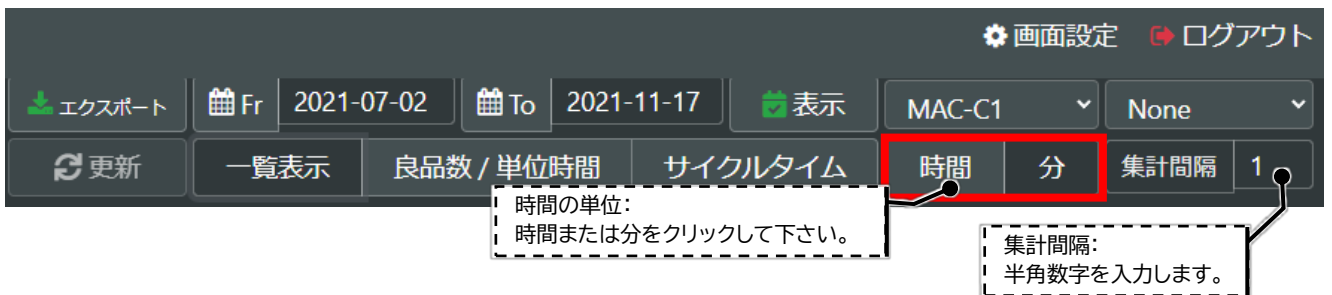 画面設定 ログアウト
エクスポート Fr 2021-07-02 To 2021-11-17 表示 MAC-C1 None
更新 一覧表示 良品数 / 単位時間 サイクルタイム 時間 分 集計間隔 1
時間の単位:
時間または分をクリックして下さい。
集計間隔:
半角数字を入力します。